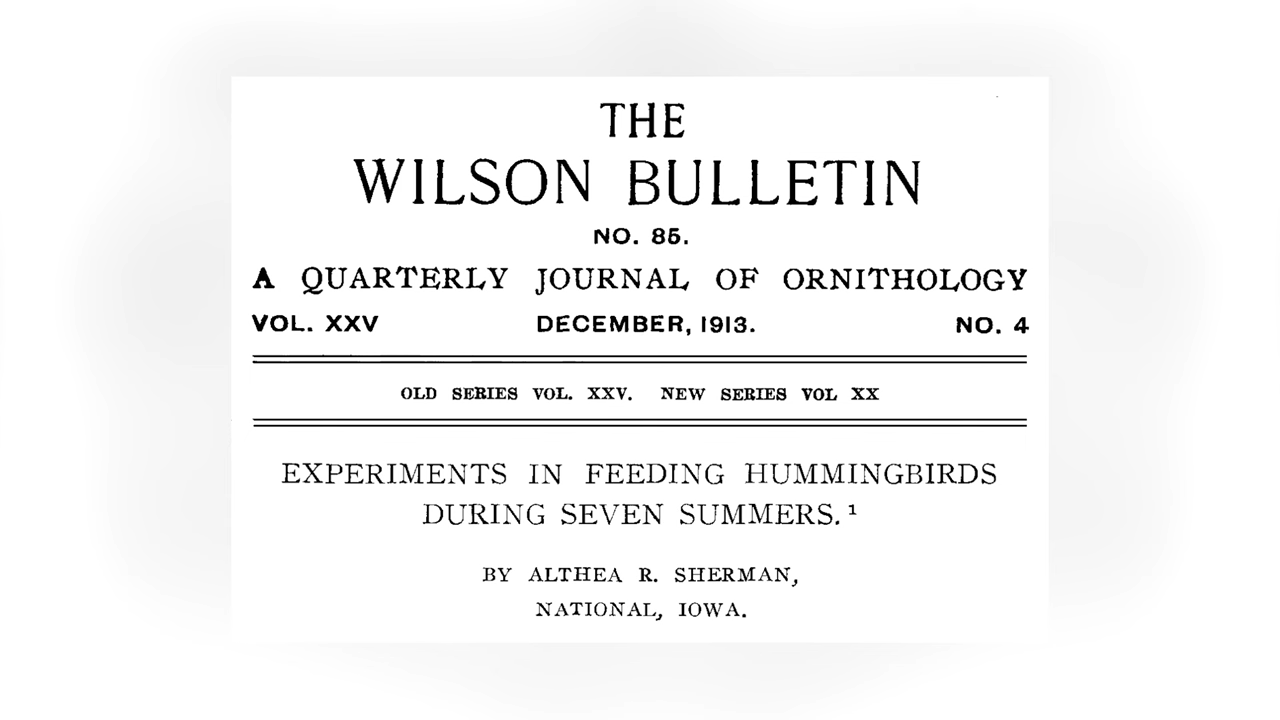 THE
WILSON BULLETIN
NO. 85.
A QUARTERLY JOURNAL OF ORNITHOLOGY
VOL. XXV DECEMBER, 1913. NO. 4
OLD SERIES VOL. XXV. NEW SERIES VOL XX
EXPERIMENTS IN FEEDING HUMMINGBIRDS
DURING SEVEN SUMMERS.¹
BY ALTHEA R. SHERMAN,
NATIONAL, IOWA.